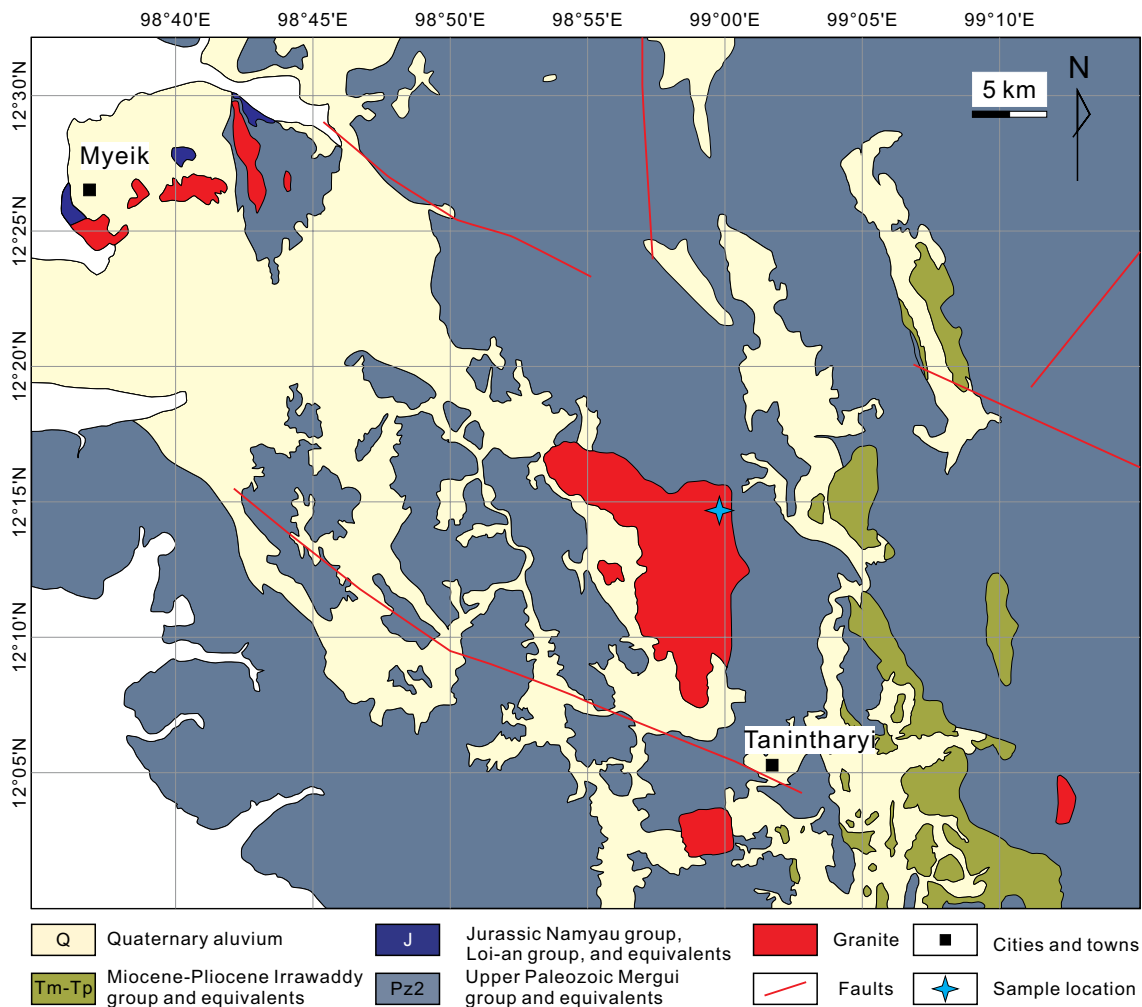 98°40′E 98°45′E 98°50′E 98°55′E 99°00′E 99°05′E 99°10′E
12°30′N
12°25′N
12°20′N
12°15′N
12°10′N
12°05′N
N
5 km
Myeik
Tanintharyi
Q Quaternary aluvium
J Jurassic Namyau group,
Loi-an group, and equivalents
Granite
Cities and towns
Tm-Tp Miocene-Pliocene Irrawaddy
group and equivalents
Pz2 Upper Paleozoic Mergui
group and equivalents
Faults
Sample location